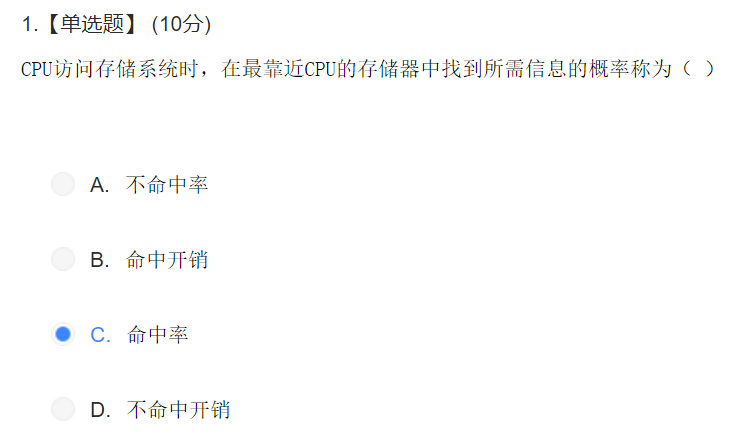 1.【单选题】 (10分)
CPU访问存储系统时，在最靠近CPU的存储器中找到所需信息的概率称为（ ）
A. 不命中率
B. 命中开销
C. 命中率
D. 不命中开销